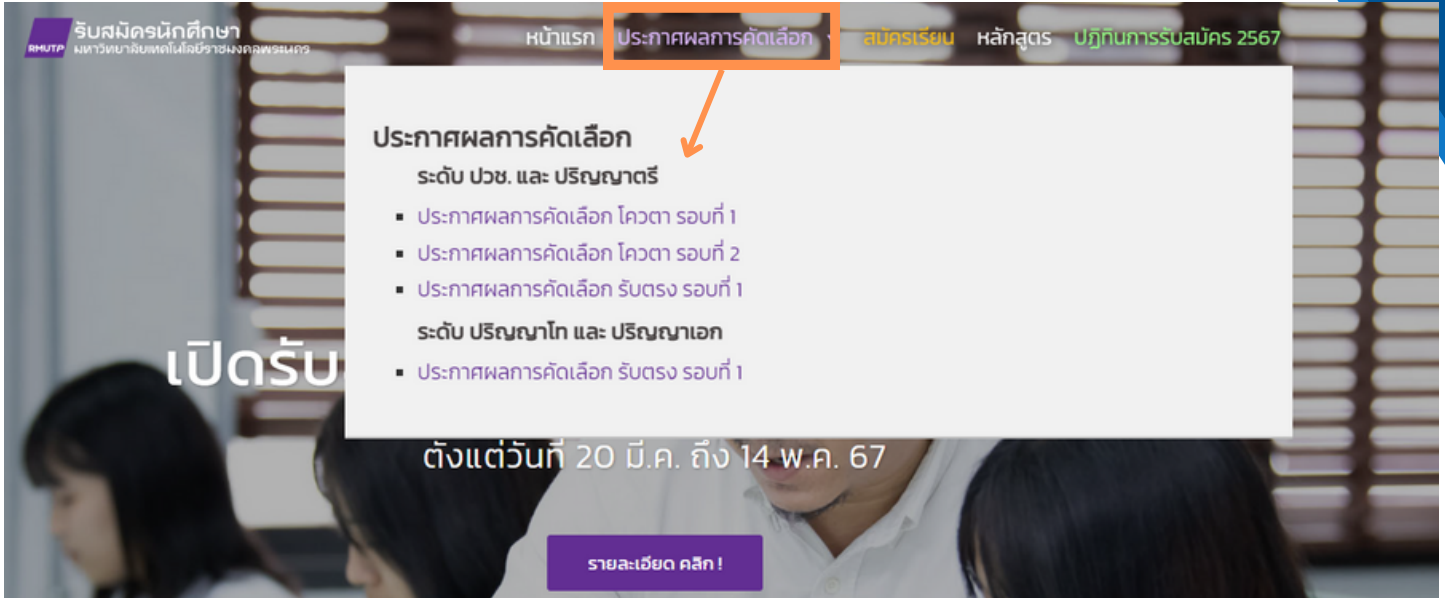 รับสมัครนักศึกษา
RMUTP มหาวิทยาลัยเทคโนโลยีราชมงคลพระนคร
หน้าแรก ประกาศผลการคัดเลือก สมัครเรียน หลักสูตร ปฏิทินการรับสมัคร 2567
ประกาศผลการคัดเลือก
ระดับ ปวช. และ ปริญญาตรี
ประกาศผลการคัดเลือก โควตา รอบที่ 1
ประกาศผลการคัดเลือก โควตา รอบที่ 2
ประกาศผลการคัดเลือก รับตรง รอบที่ 1
ระดับ ปริญญาโท และ ปริญญาเอก
ประกาศผลการคัดเลือก รับตรง รอบที่ 1
เปิดรับ
ตั้งแต่วันที่ 20 มี.ค. ถึง 14 พ.ค. 67
รายละเอียด คลิก !